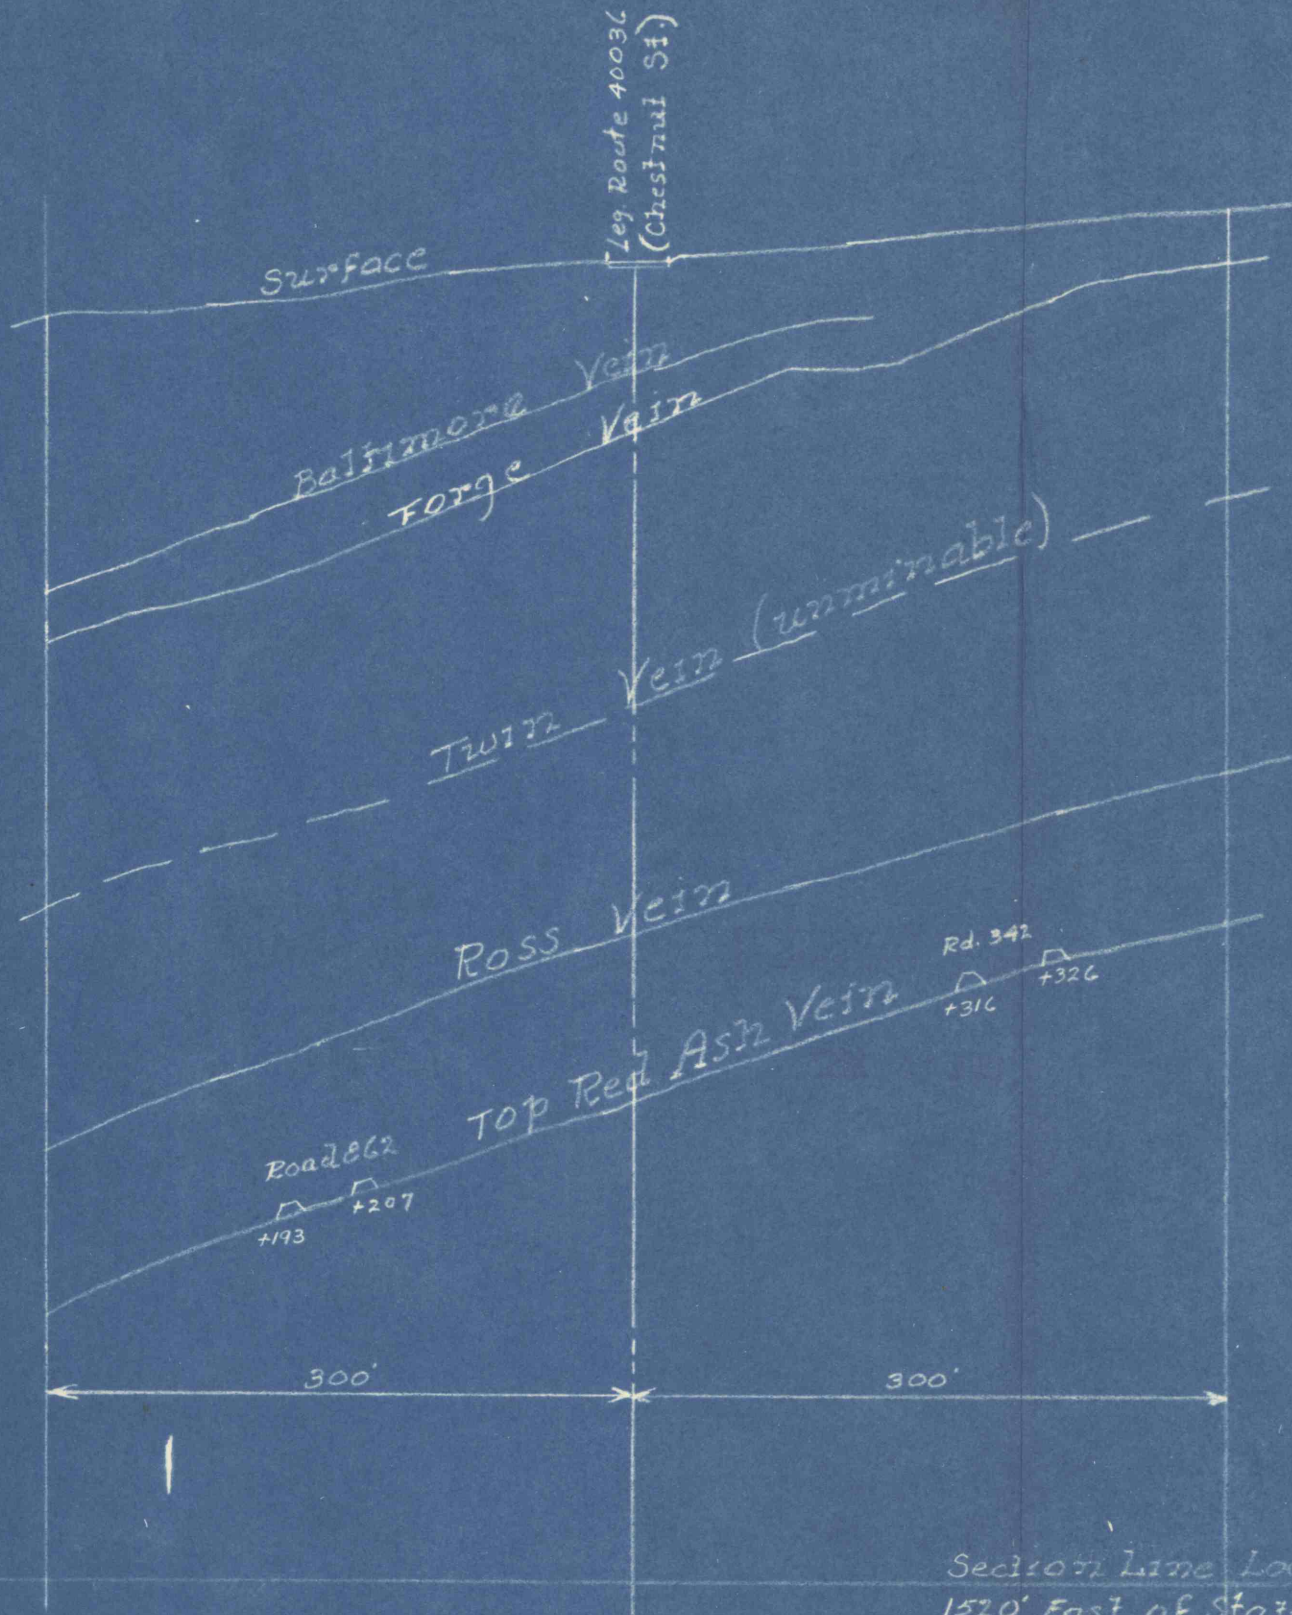 Leg. Route 40036
(Chestnut St.)
Surface
Baltimore Vein
Forge Vein
Twin Vein (unminable)
Ross Vein
Rd. 342
+326
+316
Top Red Ash Vein
Road 862
+207
+193
300'
300'
Section Line
1520' East of